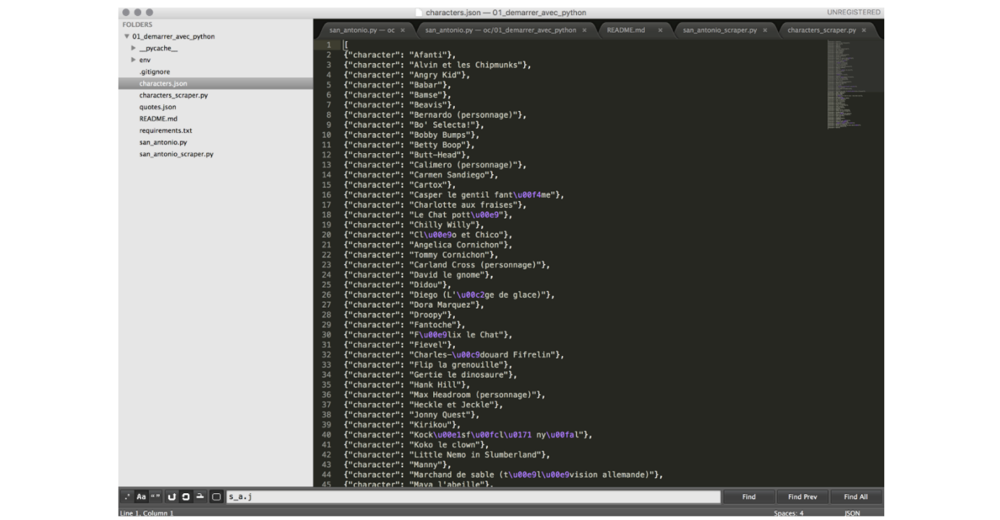 characters.json — 01_demarrer_avec_python
UNREGISTERED
FOLDERS
01_demarrer_avec_python
__pycache__
env
.gitignore
characters.json
characters_scraper.py
quotes.json
README.md
requirements.txt
san_antonio.py
san_antonio_scraper.py
san_antonio.py — oc ×
san_antonio.py — oc/01_demarrer_avec_python ×
README.md ×
san_antonio_scraper.py ×
characters_scraper.py ×
1 [
2 {"character": "Afanti"},
3 {"character": "Alvin et les Chipmunks"},
4 {"character": "Angry Kid"},
5 {"character": "Babar"},
6 {"character": "Bamse"},
7 {"character": "Beavis"},
8 {"character": "Bernardo (personnage)"},
9 {"character": "Bo' Selecta!"},
10 {"character": "Bobby Bumps"},
11 {"character": "Betty Boop"},
12 {"character": "Butt-Head"},
13 {"character": "Calimero (personnage)"},
14 {"character": "Carmen Sandiego"},
15 {"character": "Cartox"},
16 {"character": "Casper le gentil fant\u00f4me"},
17 {"character": "Charlotte aux fraises"},
18 {"character": "Le Chat pott\u00e9"},
19 {"character": "Chilly Willy"},
20 {"character": "Cl\u00e9o et Chico"},
21 {"character": "Angelica Cornichon"},
22 {"character": "Tommy Cornichon"},
23 {"character": "Carland Cross (personnage)"},
24 {"character": "David le gnome"},
25 {"character": "Didou"},
26 {"character": "Diego (L'\u00c2ge de glace)"},
27 {"character": "Dora Marquez"},
28 {"character": "Droopy"},
29 {"character": "Fantoche"},
30 {"character": "F\u00e9lix le Chat"},
31 {"character": "Fievel"},
32 {"character": "Charles-\u00c9douard Fifrelin"},
33 {"character": "Flip la grenouille"},
34 {"character": "Gertie le dinosaure"},
35 {"character": "Hank Hill"},
36 {"character": "Max Headroom (personnage)"},
37 {"character": "Heckle et Jeckle"},
38 {"character": "Jonny Quest"},
39 {"character": "Kirikou"},
40 {"character": "Kock\u00e1sf\u00fcl\u0171 ny\u00fal"},
41 {"character": "Koko le clown"},
42 {"character": "Little Nemo in Slumberland"},
43 {"character": "Manny"},
44 {"character": "Marchand de sable (t\u00e9l\u00e9vision allemande)"},
45 {"character": "Maya l'abeille"},
.* Aa “ ” s_a.j Find Find Prev Find All
Line 1, Column 1 Spaces: 4 JSON